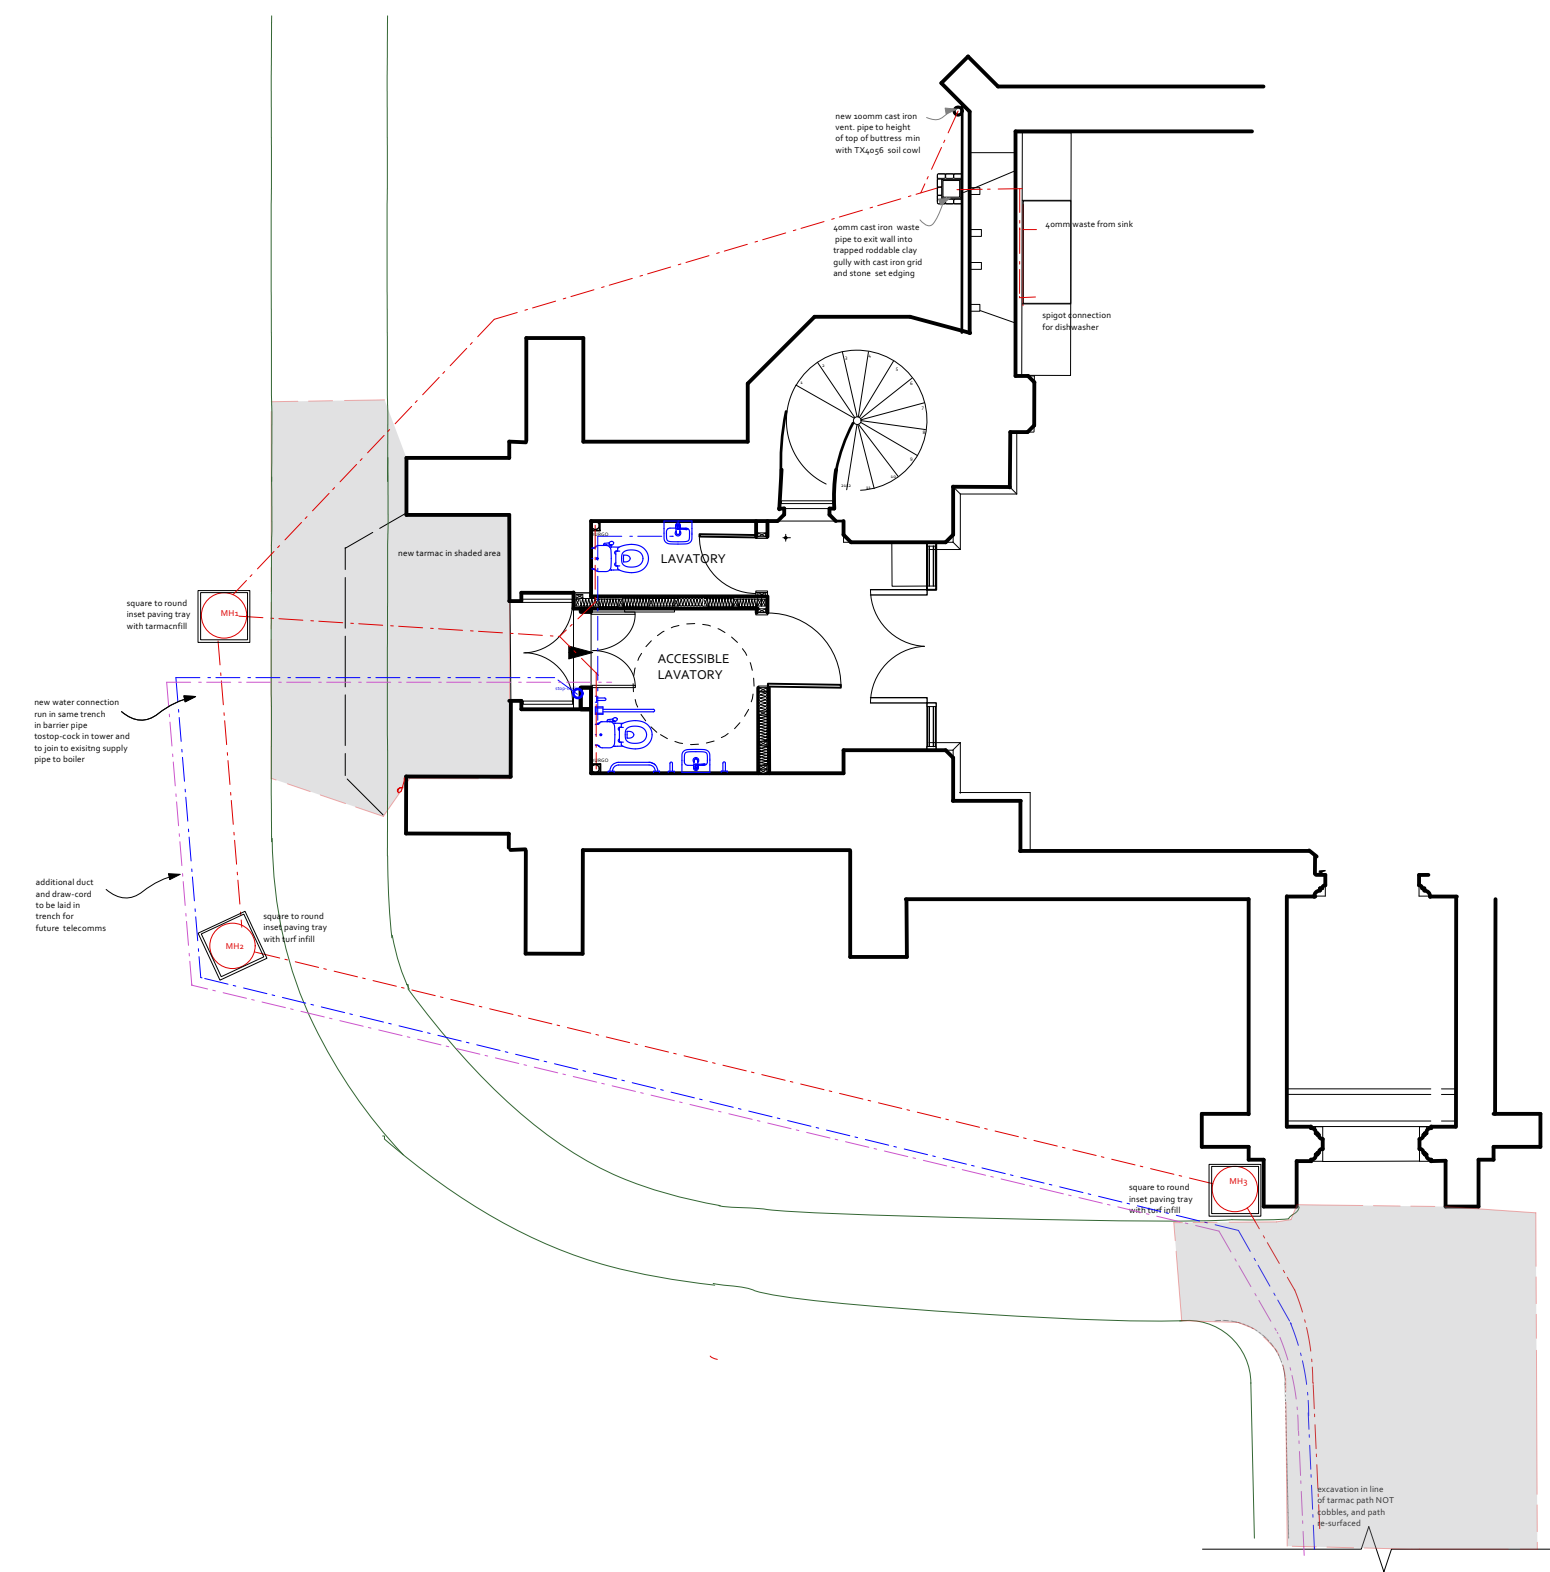 new 100mm cast iron
vent. pipe to height
of top of buttress min
with TX4056 soil cowl
40mm cast iron waste
pipe to exit wall into
trapped roddable clay
gully with cast iron grid
and stone set edging
40mm waste from sink
spigot connection
for dishwasher
new tarmac in shaded area
LAVATORY
ACCESSIBLE
LAVATORY
square to round
inset paving tray
with tarmacnfill
MH1
new water connection
run in same trench
in barrier pipe
tostop-cock in tower and
to join to exisitng supply
pipe to boiler
additional duct
and draw-cord
to be laid in
trench for
future telecomms
square to round
inset paving tray
with turf infill
MH2
square to round
inset paving tray
with turf infill
MH3
excavation in line
of tarmac path NOT
cobbles, and path
re-surfaced